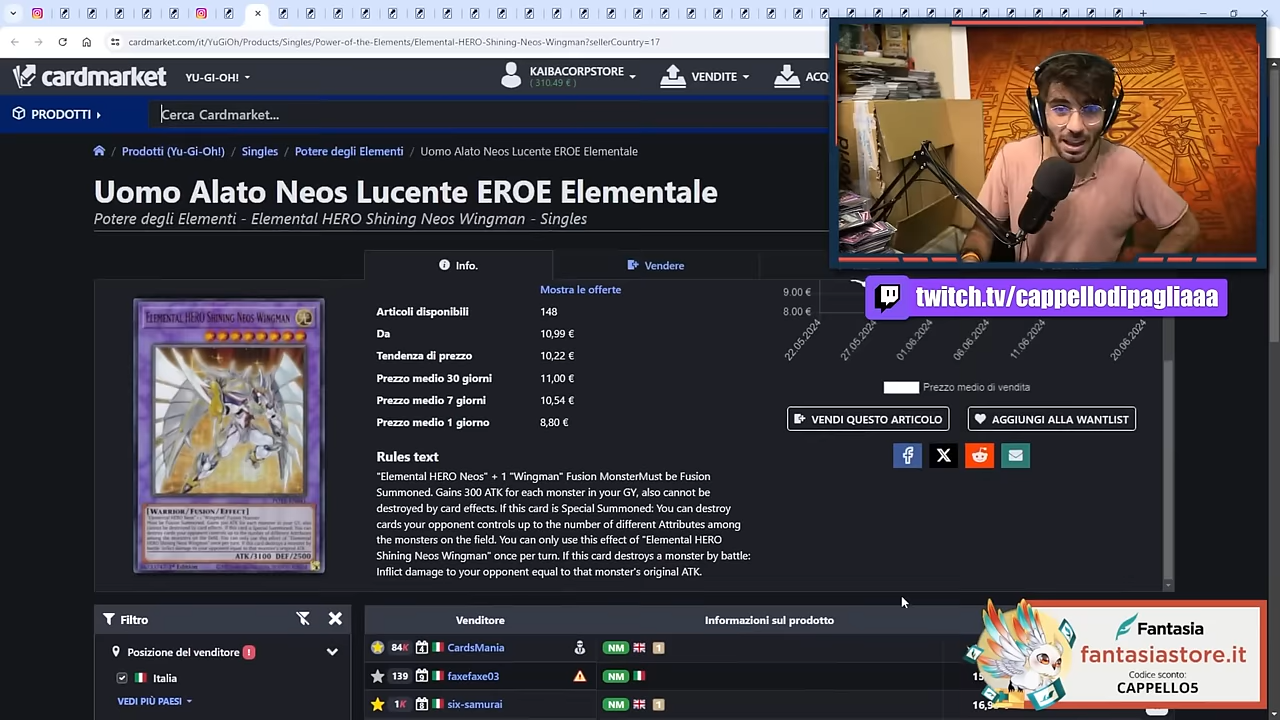 cardmarket.com
/YuGiOh/Products/Singles/Power-of-the-Elements/Elemental-HERO-Shining-Neos-Wingman?sellerCountry=17
cardmarket
YU-GI-OH!
KAIBACORPSTORE
(310,49 €)
VENDITE
ACQ
PRODOTTI
Cerca Cardmarket...
Prodotti (Yu-Gi-Oh!) / Singles / Potere degli Elementi / Uomo Alato Neos Lucente EROE Elementale
Uomo Alato Neos Lucente EROE Elementale
Potere degli Elementi - Elemental HERO Shining Neos Wingman - Singles
Info.
Vendere
twitch.tv/cappellodipagliaaa
Mostra le offerte
Articoli disponibili 148
Da 10,99 €
Tendenza di prezzo 10,22 €
Prezzo medio 30 giorni 11,00 €
Prezzo medio 7 giorni 10,54 €
Prezzo medio 1 giorno 8,80 €
Rules text
"Elemental HERO Neos" + 1 "Wingman" Fusion MonsterMust be Fusion
Summoned. Gains 300 ATK for each monster in your GY, also cannot be
destroyed by card effects. If this card is Special Summoned: You can destroy
cards your opponent controls up to the number of different Attributes among
the monsters on the field. You can only use this effect of "Elemental HERO
Shining Neos Wingman" once per turn. If this card destroys a monster by battle:
Inflict damage to your opponent equal to that monster's original ATK.
9.00 €
8.00 €
22.05.2024
27.05.2024
01.06.2024
06.06.2024
11.06.2024
20.06.2024
Prezzo medio di vendita
VENDI QUESTO ARTICOLO
AGGIUNGI ALLA WANTLIST
ELEMENTAL HERO SHINING NEOS WINGMAN
[WARRIOR/FUSION/EFFECT]
ATK/3100 DEF/2500
Filtro
Posizione del venditore !
Italia
VEDI PIÙ PAESI
Venditore
Informazioni sul prodotto
84K CardsMania NM 1
139 NM
1K NM 1
Fantasia
fantasiastore.it
Codice sconto:
CAPPELLO5